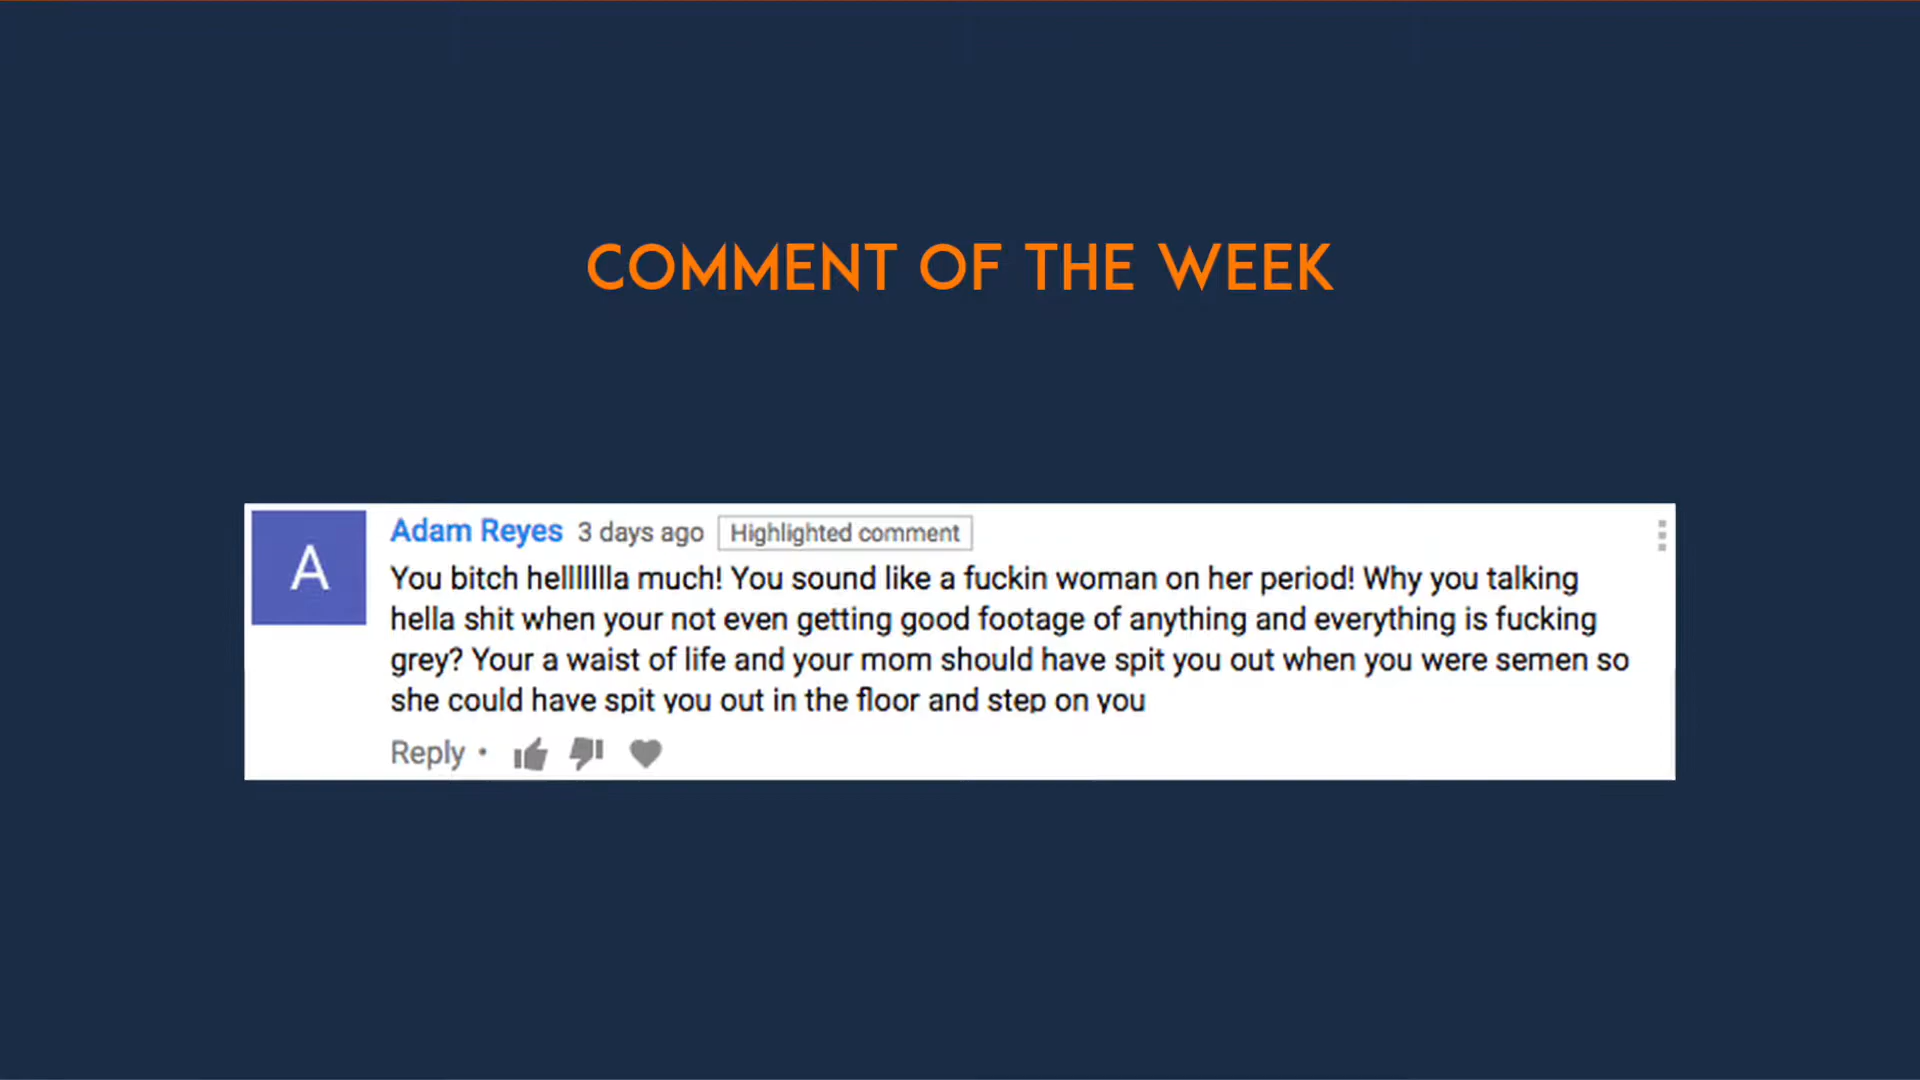 COMMENT OF THE WEEK
A
Adam Reyes 3 days ago Highlighted comment
You bitch helllllla much! You sound like a fuckin woman on her period! Why you talking
hella shit when your not even getting good footage of anything and everything is fucking
grey? Your a waist of life and your mom should have spit you out when you were semen so
she could have spit you out in the floor and step on you
Reply •